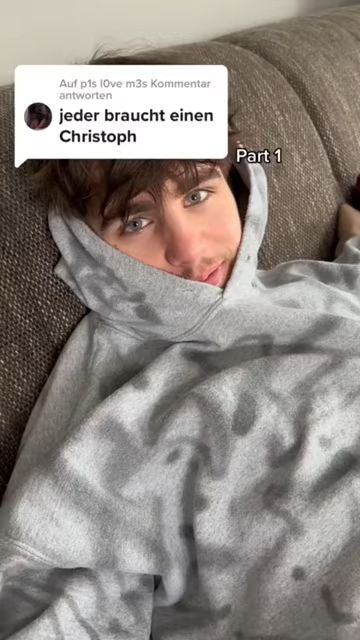 Auf p1s l0ve m3s Kommentar
antworten
jeder braucht einen
Christoph
Part 1